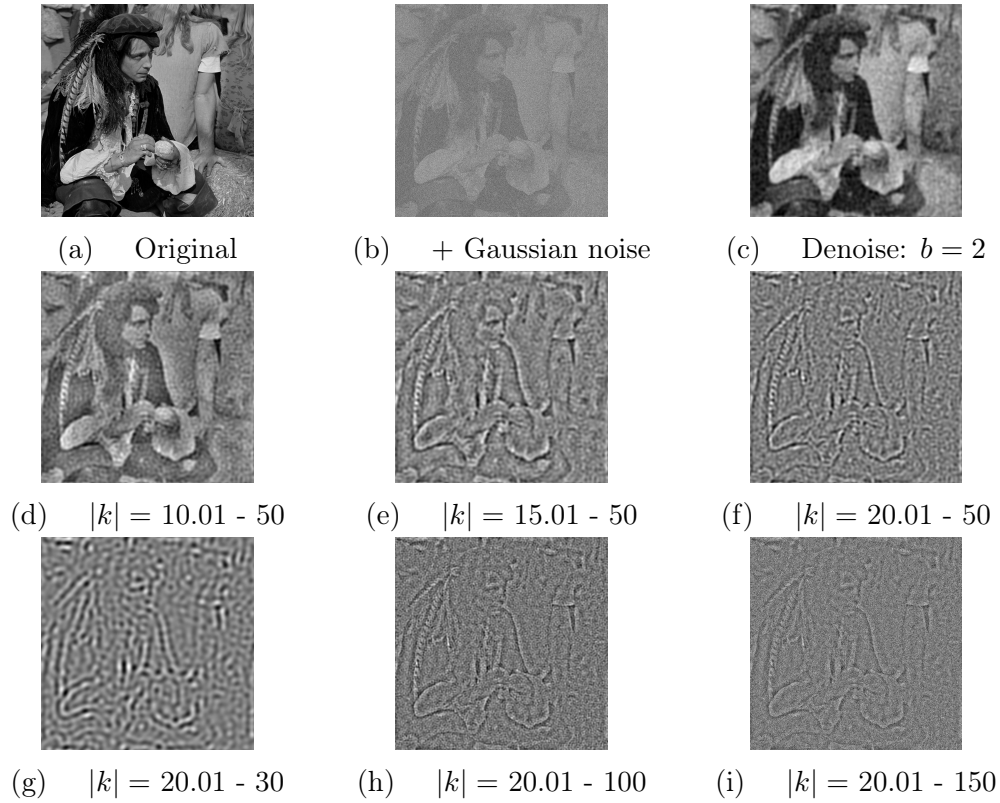 (a) Original
(b) + Gaussian noise
(c) Denoise: b = 2
(d) |k| = 10.01 - 50
(e) |k| = 15.01 - 50
(f) |k| = 20.01 - 50
(g) |k| = 20.01 - 30
(h) |k| = 20.01 - 100
(i) |k| = 20.01 - 150